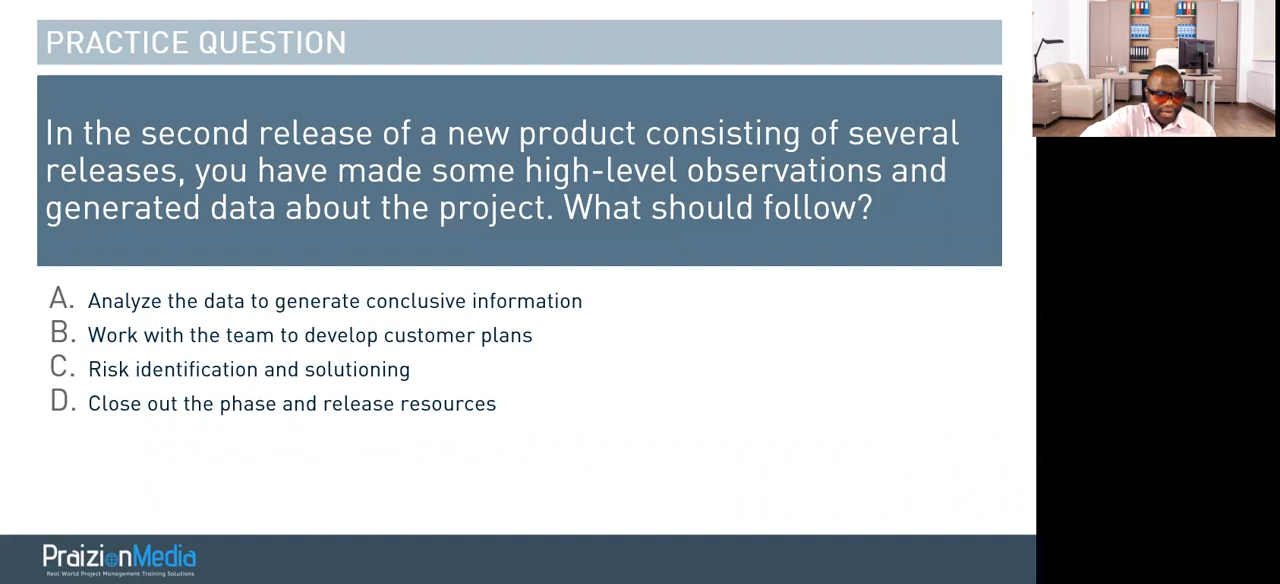 PRACTICE QUESTION
In the second release of a new product consisting of several
releases, you have made some high-level observations and
generated data about the project. What should follow?
A. Analyze the data to generate conclusive information
B. Work with the team to develop customer plans
C. Risk identification and solutioning
D. Close out the phase and release resources
PraizionMedia
Real World Project Management Training Solutions